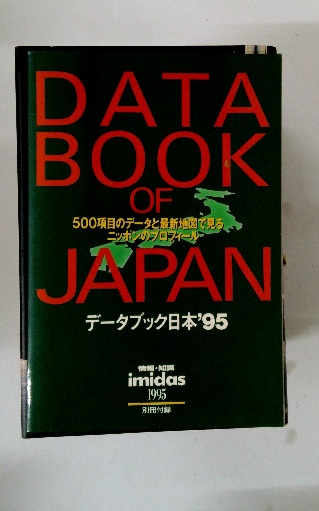 DATA
BOOK
OF
500項目のデータと最新地図で見る
ニッポンのプロフィール
JAPAN
データブック日本'95
情報・知識
imidas
1995
別冊付録